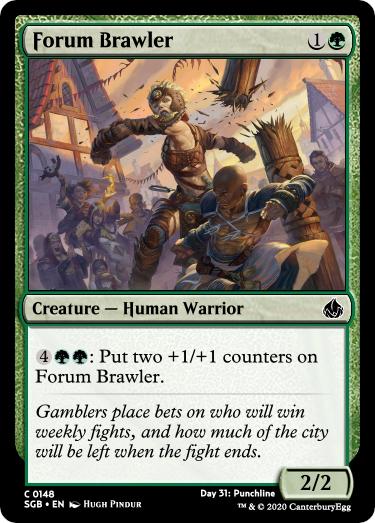 Forum Brawler 1
Creature — Human Warrior
4: Put two +1/+1 counters on
Forum Brawler.
Gamblers place bets on who will win
weekly fights, and how much of the city
will be left when the fight ends.
2/2
C 0148
Day 31: Punchline
SGB • EN Hugh Pindur
™ & © 2020 CanterburyEgg